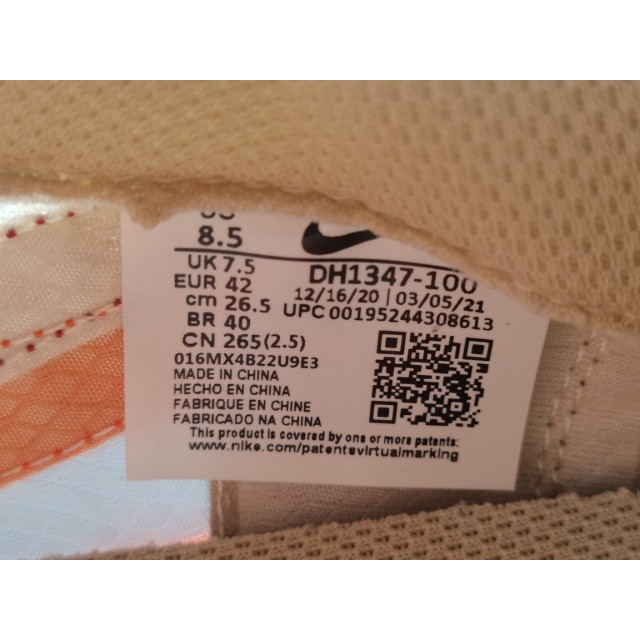 8.5
UK 7.5
EUR 42
cm 26.5
BR 40
CN 265(2.5)
DH1347-100
12/16/20 | 03/05/21
UPC 00195244308613
016MX4B22U9E3
MADE IN CHINA
HECHO EN CHINA
FABRIQUE EN CHINE
FABRICADO NA CHINA
This product is covered by one or more patents:
www.nike.com/patentsvirtualmarking